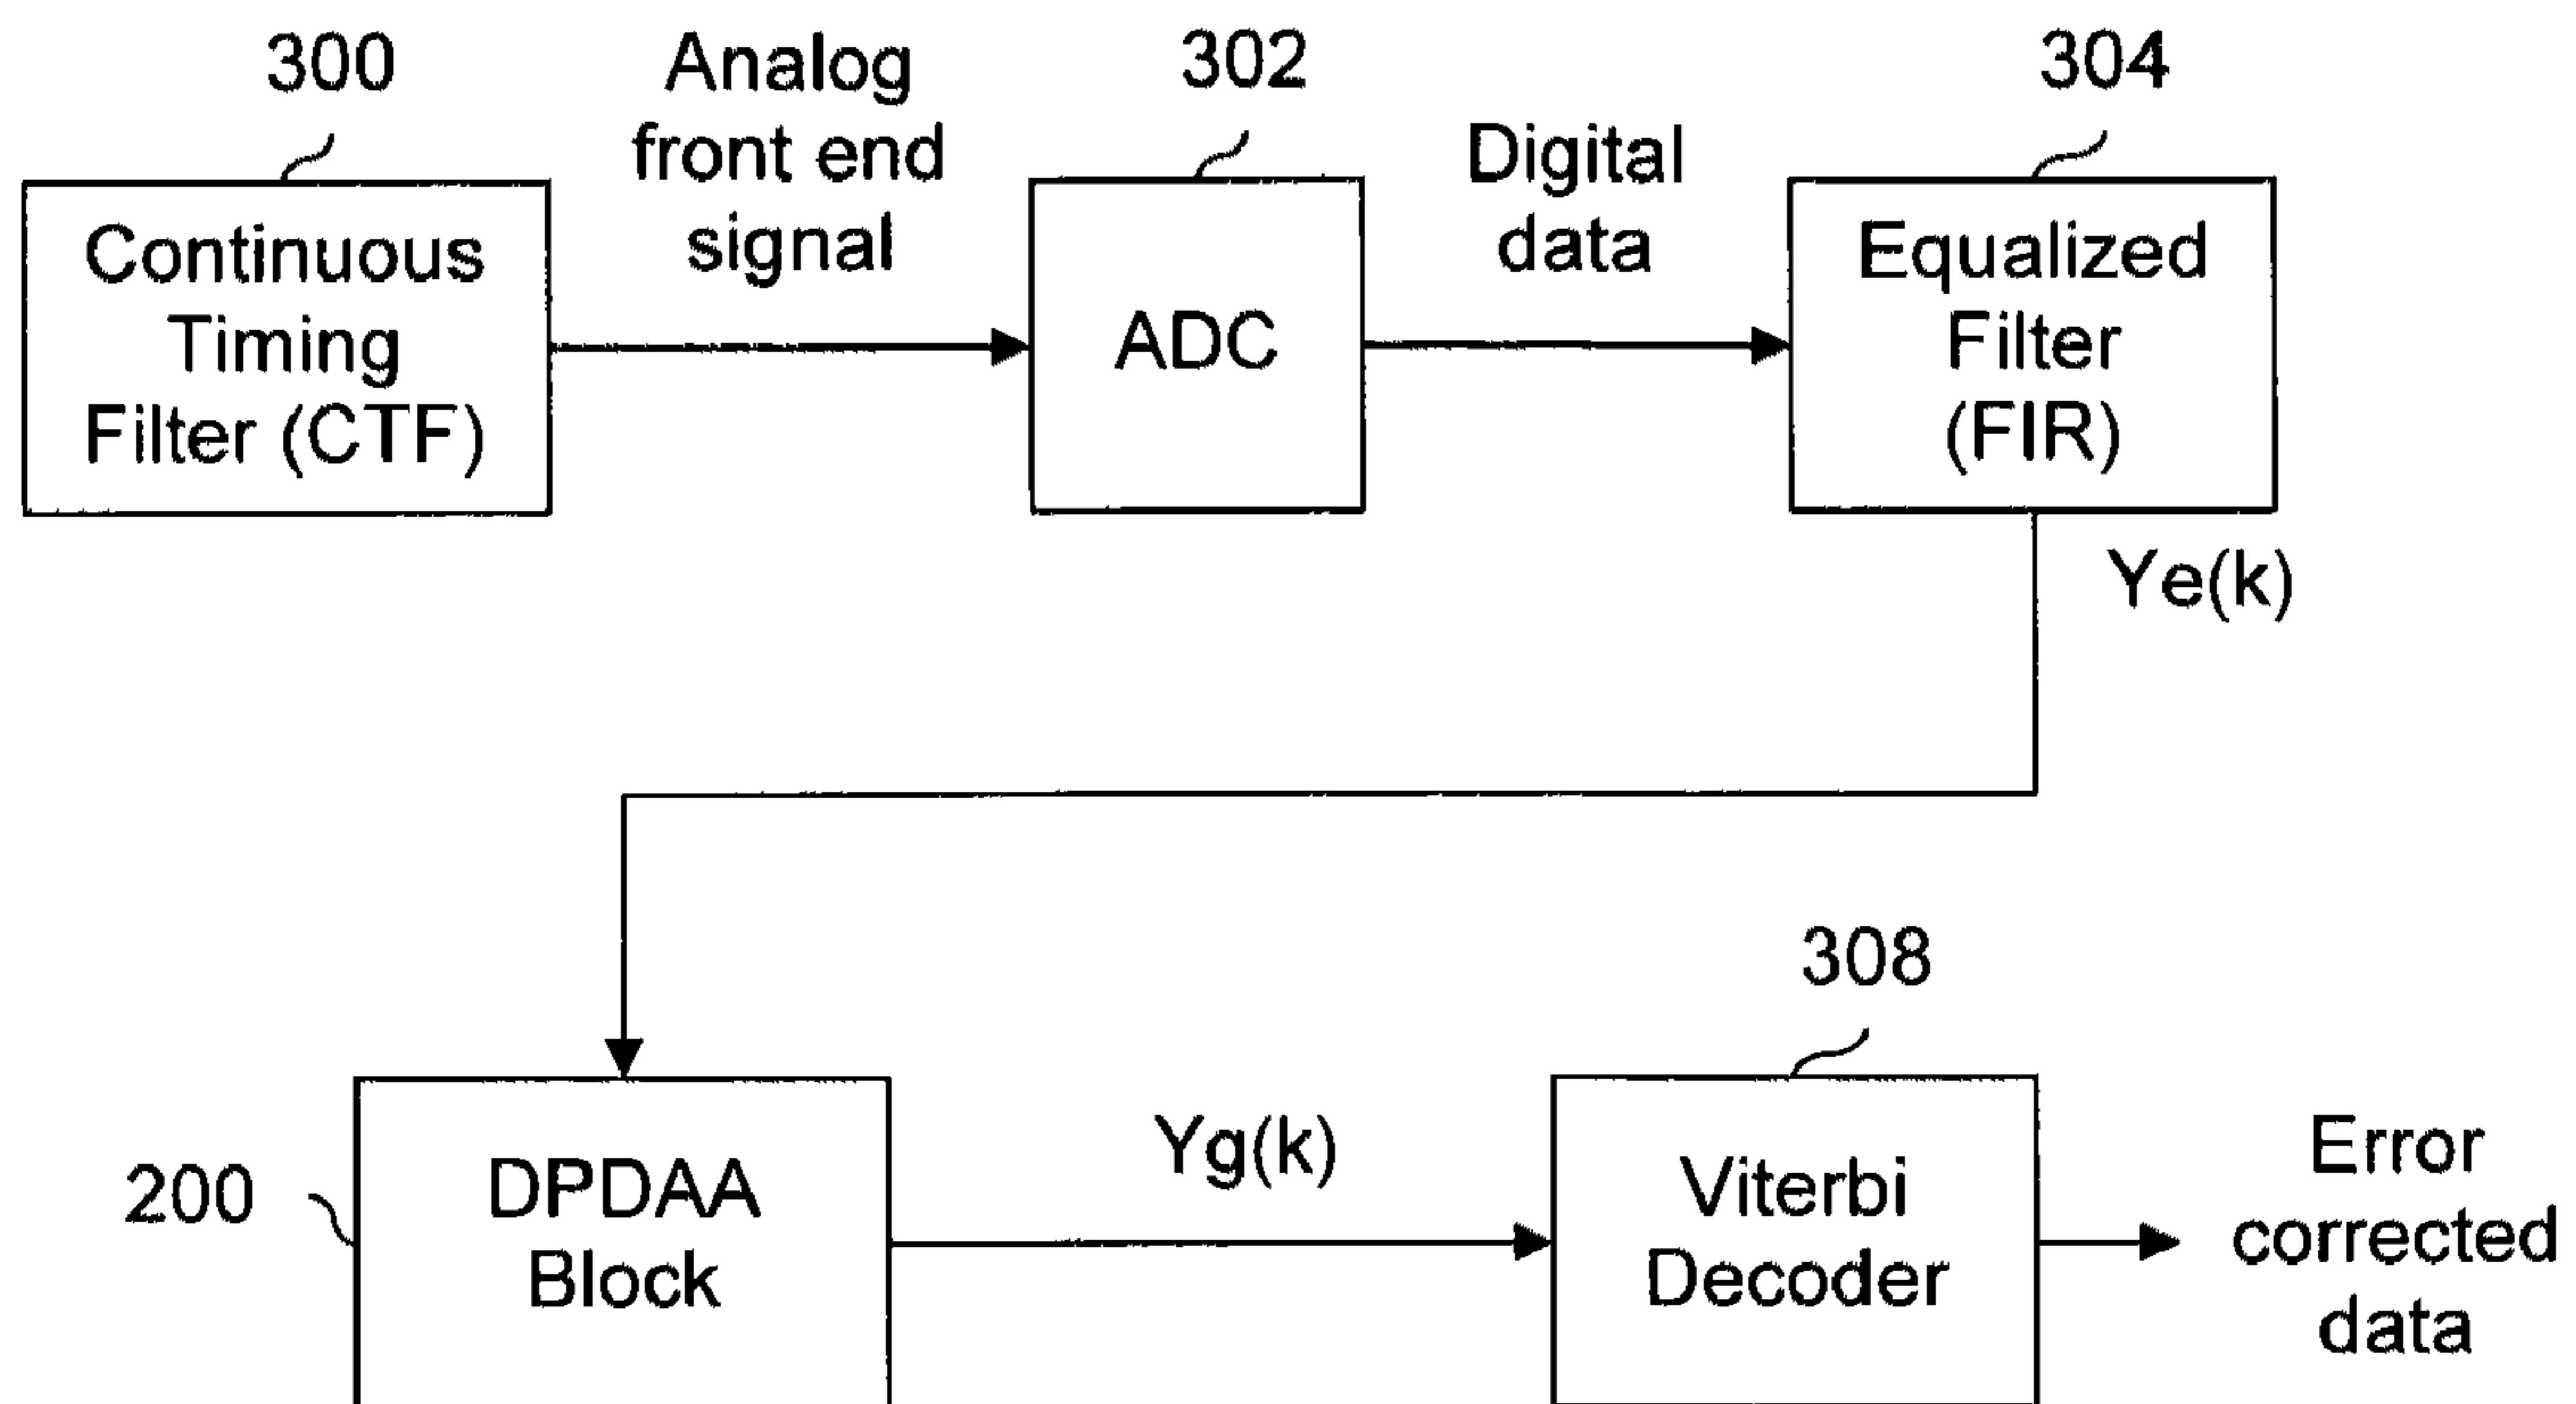 300
Analog
front end
signal
302
304
Continuous
Timing
Filter (CTF)
ADC
Digital
data
Equalized
Filter
(FIR)
Ye(k)
308
200
DPDAA
Block
Yg(k)
Viterbi
Decoder
Error
corrected
data